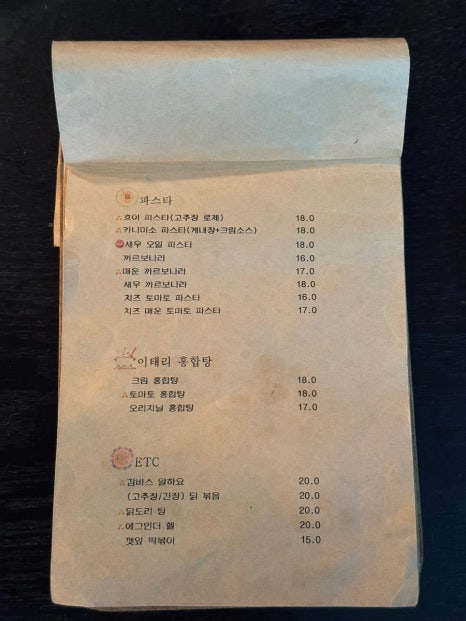 파스타
∴흐이 파스타(고추장 로제) 18.0
∴카니미소 파스타(게내장+크림소스) 18.0
새우 오일 파스타 18.0
까르보나라 16.0
∴매운 까르보나라 17.0
새우 까르보나라 18.0
치즈 토마토 파스타 16.0
치즈 매운 토마토 파스타 17.0
이태리 홍합탕
크림 홍합탕 18.0
∴토마토 홍합탕 18.0
오리지날 홍합탕 17.0
ETC
∴감바스 알하요 20.0
(고추장/간장) 닭 볶음 20.0
∴닭도리 탕 20.0
∴에그인더 헬 20.0
깻잎 떡볶이 15.0